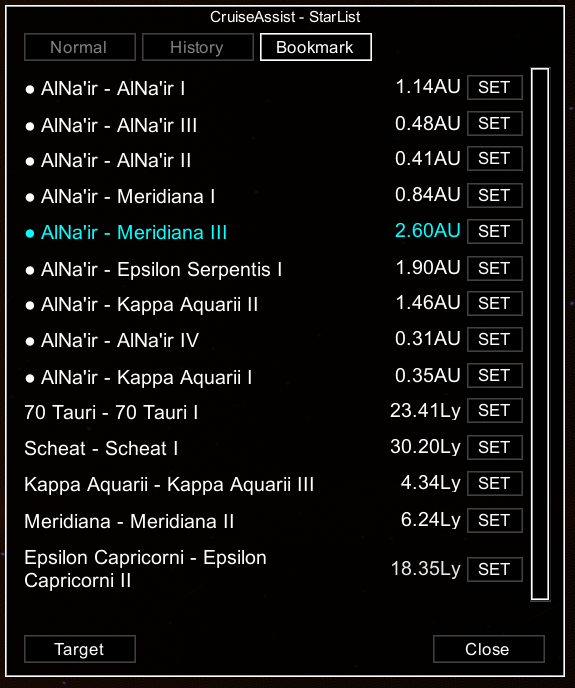 CruiseAssist - StarList
Normal History Bookmark
● AlNa'ir - AlNa'ir I 1.14AU SET
● AlNa'ir - AlNa'ir III 0.48AU SET
● AlNa'ir - AlNa'ir II 0.41AU SET
● AlNa'ir - Meridiana I 0.84AU SET
● AlNa'ir - Meridiana III 2.60AU SET
● AlNa'ir - Epsilon Serpentis I 1.90AU SET
● AlNa'ir - Kappa Aquarii II 1.46AU SET
● AlNa'ir - AlNa'ir IV 0.31AU SET
● AlNa'ir - Kappa Aquarii I 0.35AU SET
70 Tauri - 70 Tauri I 23.41Ly SET
Scheat - Scheat I 30.20Ly SET
Kappa Aquarii - Kappa Aquarii III 4.34Ly SET
Meridiana - Meridiana II 6.24Ly SET
Epsilon Capricorni - Epsilon
Capricorni II 18.35Ly SET
Target Close